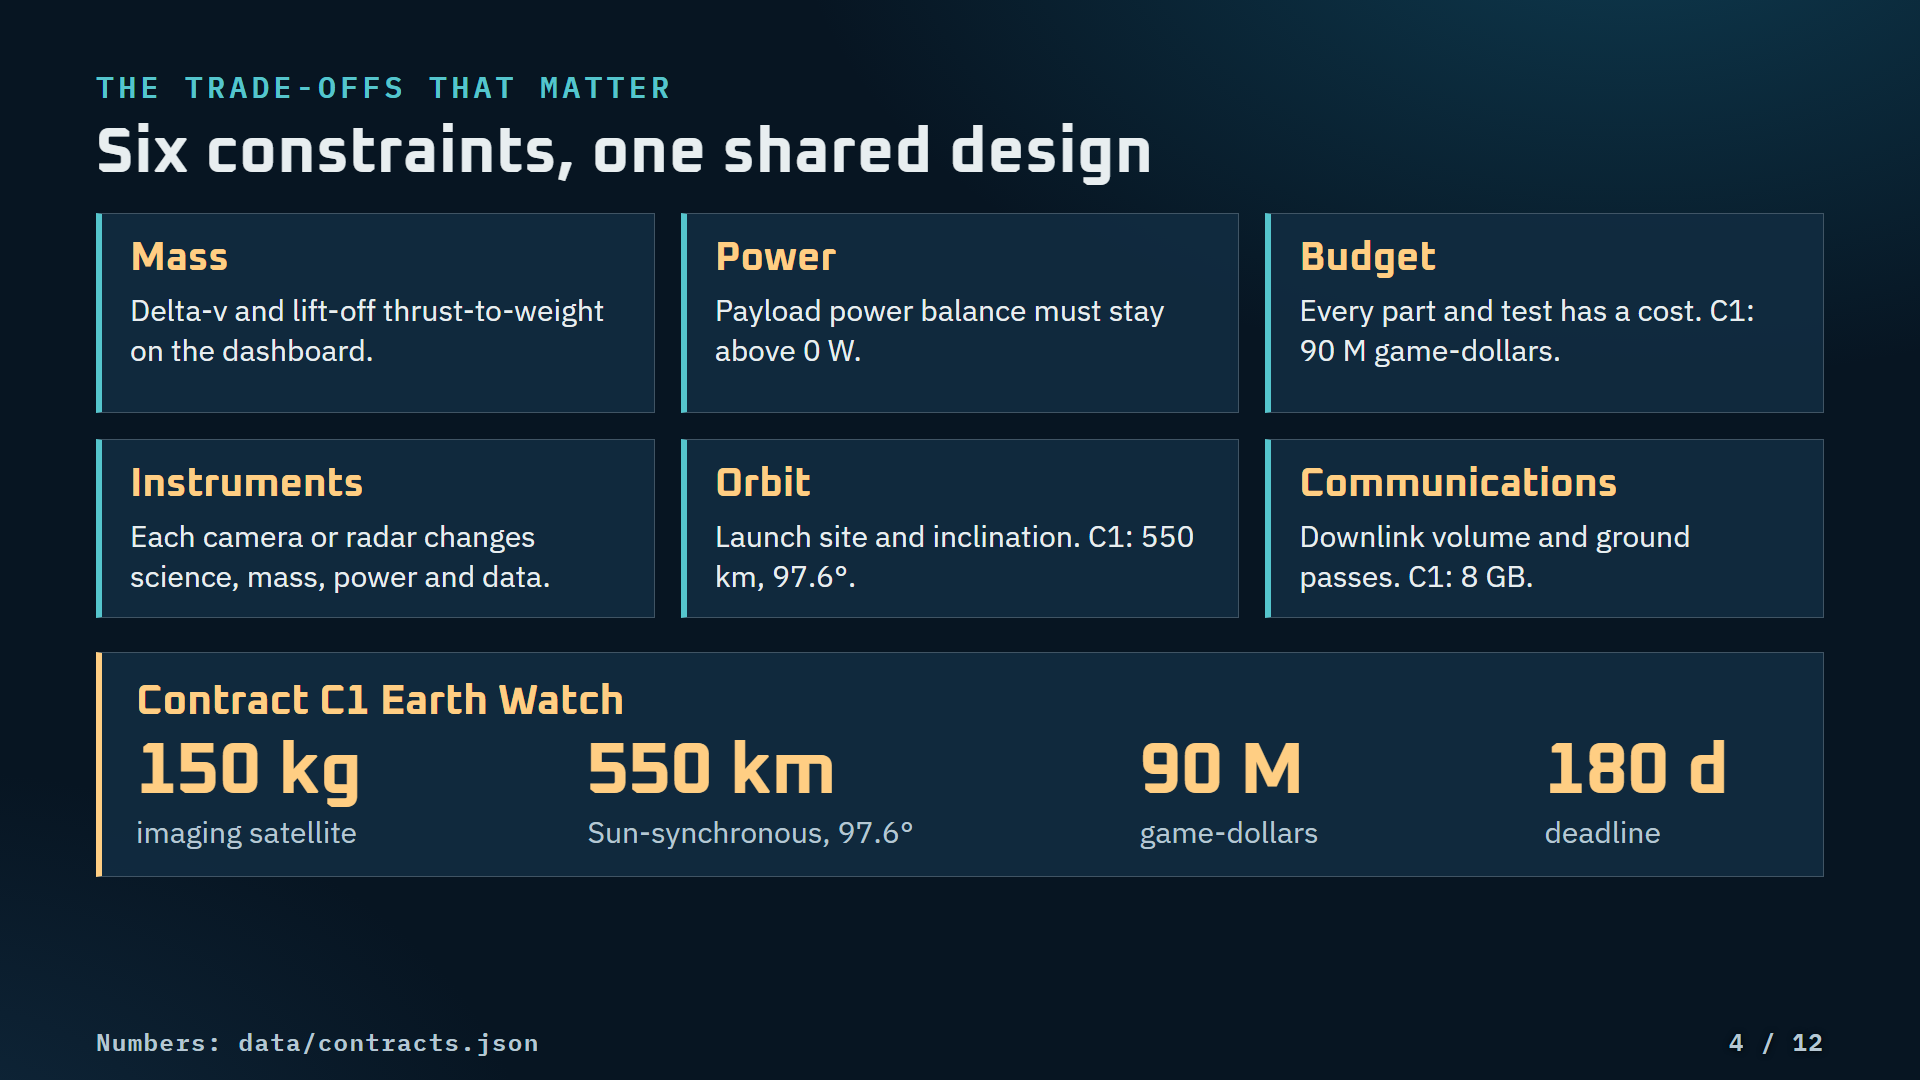 THE TRADE-OFFS THAT MATTER
Six constraints, one shared design
Mass
Delta-v and lift-off thrust-to-weight
on the dashboard.
Power
Payload power balance must stay
above 0 W.
Budget
Every part and test has a cost. C1:
90 M game-dollars.
Instruments
Each camera or radar changes
science, mass, power and data.
Orbit
Launch site and inclination. C1: 550
km, 97.6°.
Communications
Downlink volume and ground
passes. C1: 8 GB.
Contract C1 Earth Watch
150 kg
imaging satellite
550 km
Sun-synchronous, 97.6°
90 M
game-dollars
180 d
deadline
Numbers: data/contracts.json
4 / 12